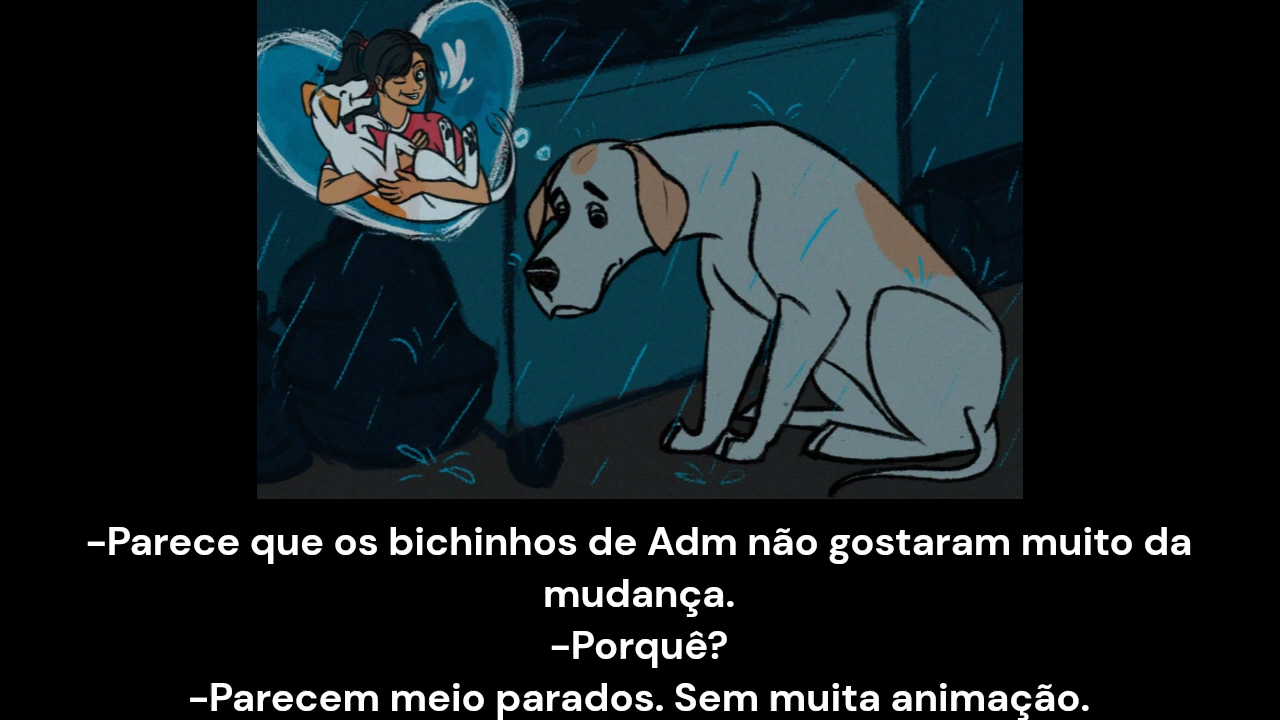 -Parece que os bichinhos de Adm não gostaram muito da
mudança.
-Porquê?
-Parecem meio parados. Sem muita animação.